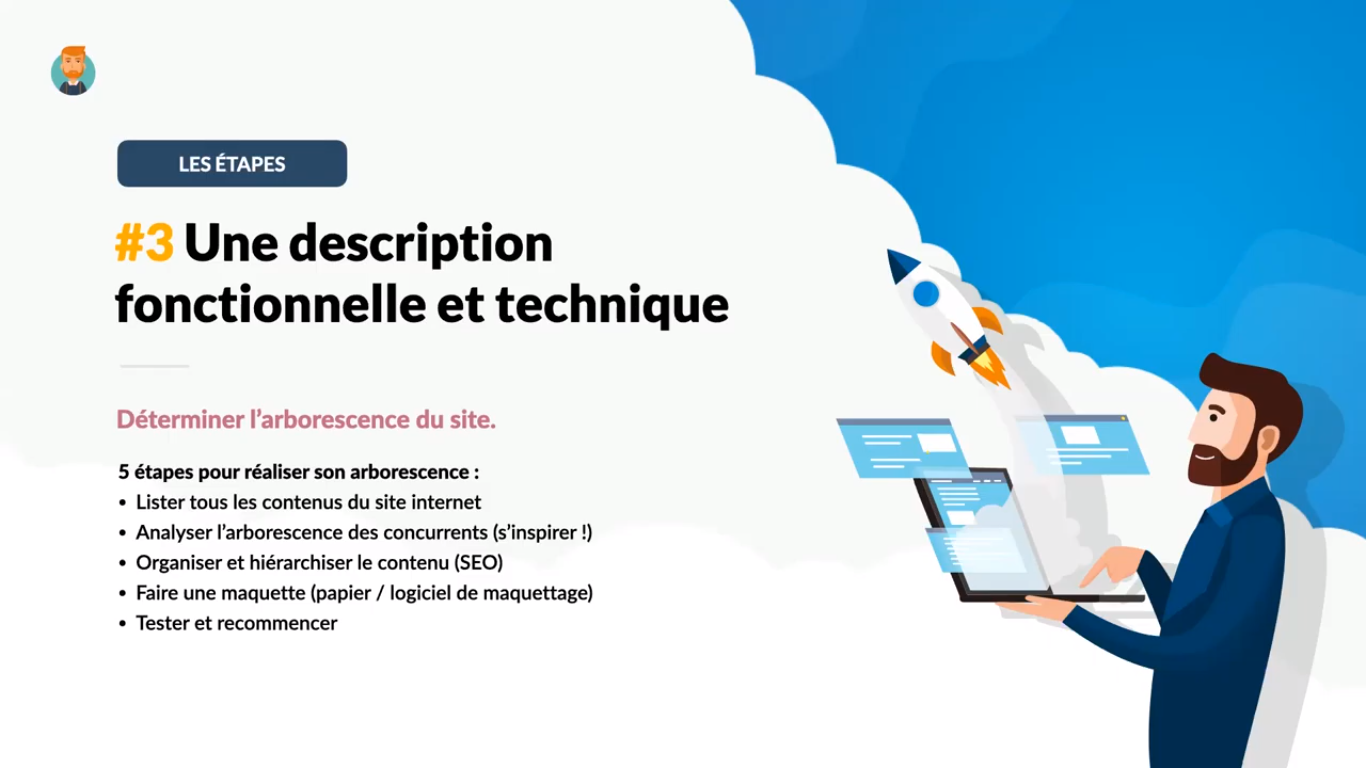 LES ÉTAPES
#3 Une description
fonctionnelle et technique
Déterminer l’arborescence du site.
5 étapes pour réaliser son arborescence :
• Lister tous les contenus du site internet
• Analyser l’arborescence des concurrents (s’inspirer !)
• Organiser et hiérarchiser le contenu (SEO)
• Faire une maquette (papier / logiciel de maquettage)
• Tester et recommencer